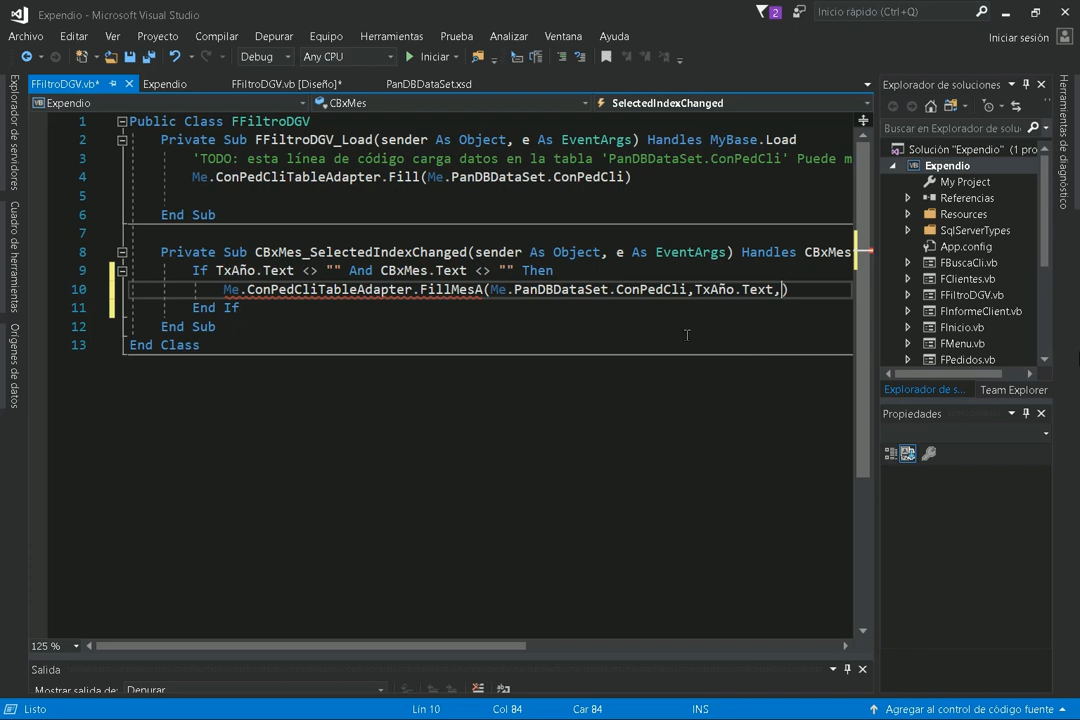 Expendio - Microsoft Visual Studio
2
Inicio rápido (Ctrl+Q)
Archivo Editar Ver Proyecto Compilar Depurar Equipo Herramientas Prueba Analizar Ventana Ayuda
Iniciar sesión
Debug Any CPU Iniciar
FFiltroDGV.vb* Expendio FFiltroDGV.vb [Diseño]* PanDBDataSet.xsd
Expendio CBxMes SelectedIndexChanged
1 Public Class FFiltroDGV
2 Private Sub FFiltroDGV_Load(sender As Object, e As EventArgs) Handles MyBase.Load
3 'TODO: esta línea de código carga datos en la tabla 'PanDBDataSet.ConPedCli' Puede m
4 Me.ConPedCliTableAdapter.Fill(Me.PanDBDataSet.ConPedCli)
5
6 End Sub
7
8 Private Sub CBxMes_SelectedIndexChanged(sender As Object, e As EventArgs) Handles CBxMes
9 If TxAño.Text <> "" And CBxMes.Text <> "" Then
10 Me.ConPedCliTableAdapter.FillMesA(Me.PanDBDataSet.ConPedCli,TxAño.Text,)
11 End If
12 End Sub
13 End Class
125 %
Salida
Mostrar salida de: Depurar
Listo Lín 10 Col 84 Car 84 INS Agregar al control de código fuente
Explorador de servidores
Cuadro de herramientas
Orígenes de datos
Explorador de soluciones
Buscar en Explorador de soluc
Solución "Expendio" (1 pro
Expendio
My Project
Referencias
Resources
SqlServerTypes
App.config
FBuscaCli.vb
FClientes.vb
FFiltroDGV.vb
FInformeClient.vb
FInicio.vb
FMenu.vb
FPedidos.vb
Explorador de s... Team Explorer
Propiedades
Herramientas de diagnóstico